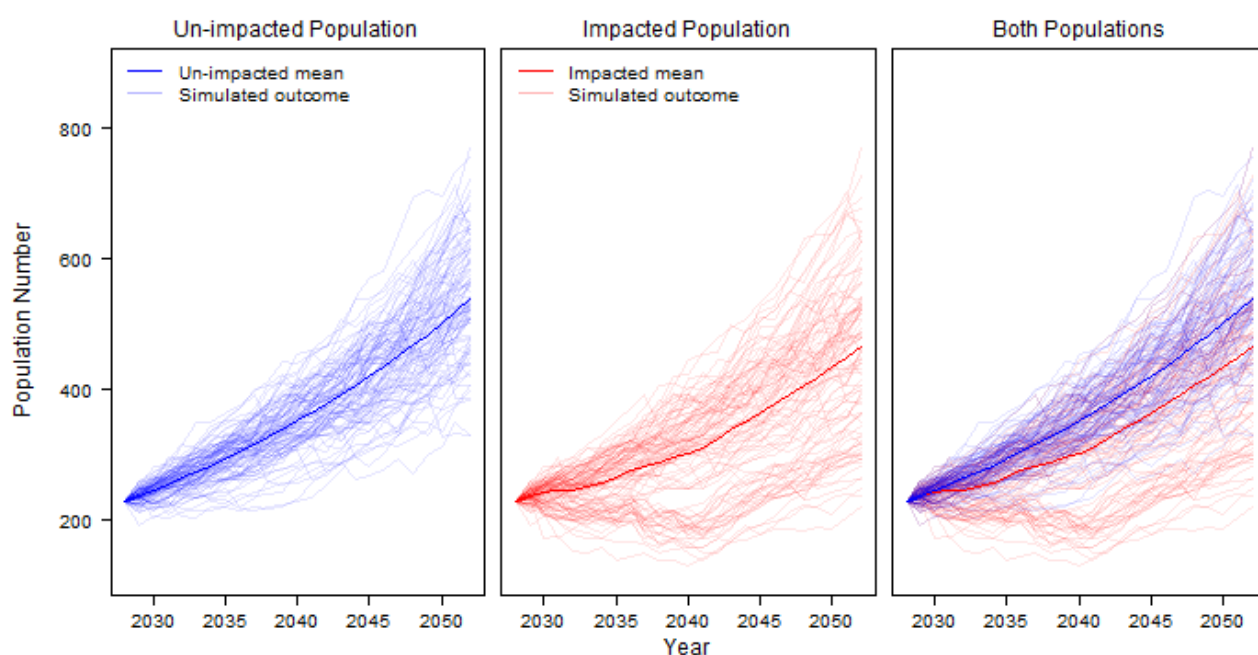 Un-impacted Population
Impacted Population
Both Populations
Un-impacted mean
Simulated outcome
Impacted mean
Simulated outcome
Population Number
800
600
400
200
2030 2035 2040 2045 2050
2030 2035 2040 2045 2050
2030 2035 2040 2045 2050
Year